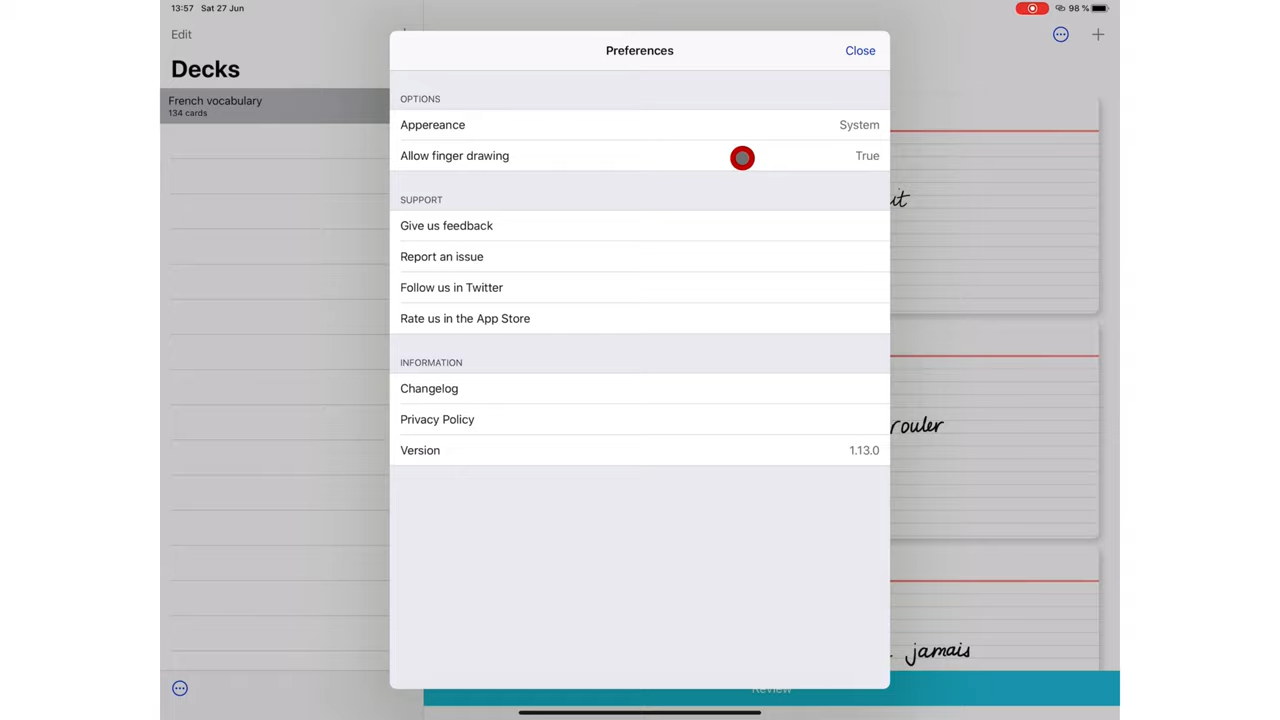 13:57 Sat 27 Jun
98 %
Edit
Decks
French vocabulary
134 cards
Preferences
Close
OPTIONS
Appereance
System
Allow finger drawing
True
SUPPORT
Give us feedback
Report an issue
Follow us in Twitter
Rate us in the App Store
INFORMATION
Changelog
Privacy Policy
Version
1.13.0
rouler
jamais
Review